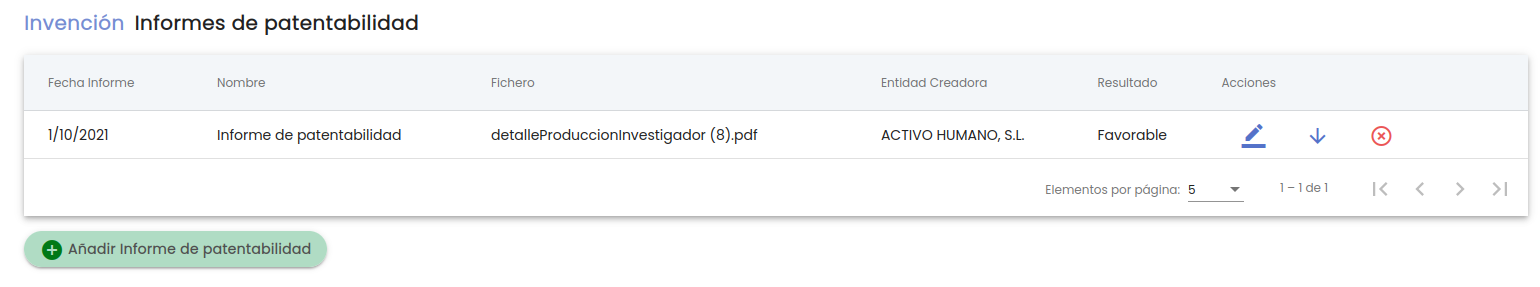 Invención Informes de patentabilidad
Fecha Informe Nombre Fichero Entidad Creadora Resultado Acciones
1/10/2021 Informe de patentabilidad detalleProduccionInvestigador (8).pdf ACTIVO HUMANO, S.L. Favorable
Elementos por página: 5 1 – 1 de 1
Añadir Informe de patentabilidad